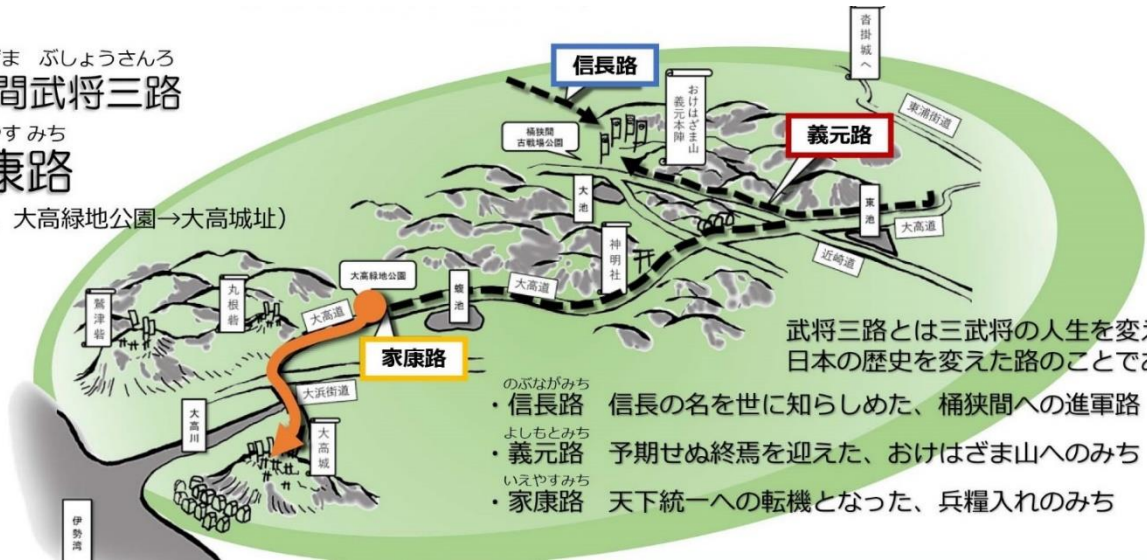 ま ぶしょうさんろ
間武将三路
やす みち
康路
大高緑地公園→大高城址)
信長路
おけはざま山
義元本陣
桶狭間
古戦場公園
義元路
沓掛城へ
東浦街道
大池
東池
大高道
近崎道
神明社
大高道
大高緑地公園
蝮池
丸根砦
鷲津砦
大高道
家康路
大浜街道
大高川
大高城
伊勢湾
武将三路とは三武将の人生を変え
日本の歴史を変えた路のことであ
のぶながみち
・信長路 信長の名を世に知らしめた、桶狭間への進軍路
よしもとみち
・義元路 予期せぬ終焉を迎えた、おけはざま山へのみち
いえやすみち
・家康路 天下統一への転機となった、兵糧入れのみち